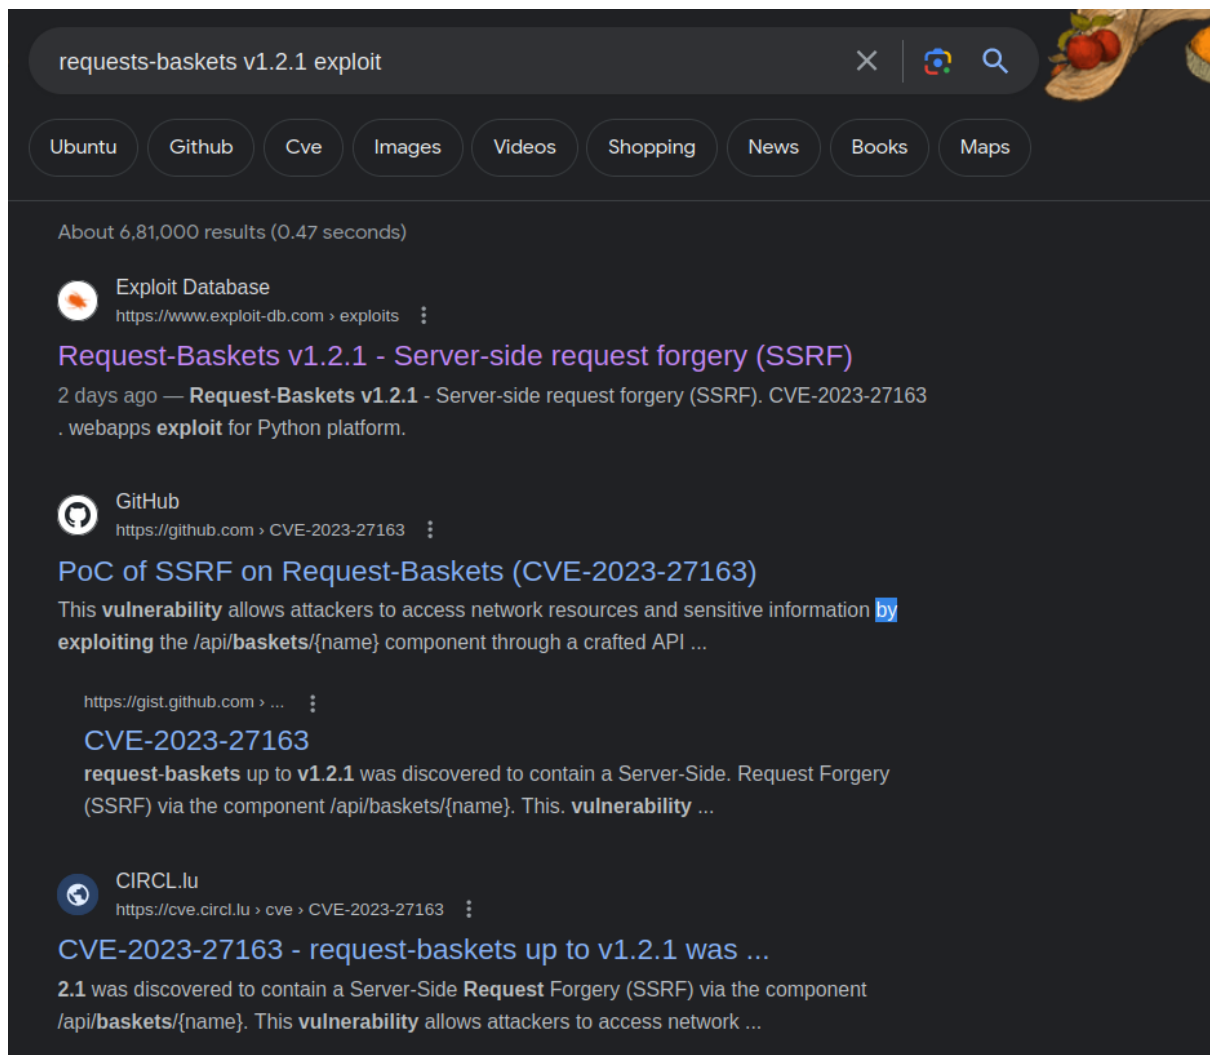 requests-baskets v1.2.1 exploit
Ubuntu Github Cve Images Videos Shopping News Books Maps
About 6,81,000 results (0.47 seconds)
Exploit Database
https://www.exploit-db.com › exploits
Request-Baskets v1.2.1 - Server-side request forgery (SSRF)
2 days ago — Request-Baskets v1.2.1 - Server-side request forgery (SSRF). CVE-2023-27163
. webapps exploit for Python platform.
GitHub
https://github.com › CVE-2023-27163
PoC of SSRF on Request-Baskets (CVE-2023-27163)
This vulnerability allows attackers to access network resources and sensitive information by
exploiting the /api/baskets/{name} component through a crafted API ...
https://gist.github.com › ...
CVE-2023-27163
request-baskets up to v1.2.1 was discovered to contain a Server-Side. Request Forgery
(SSRF) via the component /api/baskets/{name}. This. vulnerability ...
CIRCL.lu
https://cve.circl.lu › cve › CVE-2023-27163
CVE-2023-27163 - request-baskets up to v1.2.1 was ...
2.1 was discovered to contain a Server-Side Request Forgery (SSRF) via the component
/api/baskets/{name}. This vulnerability allows attackers to access network ...